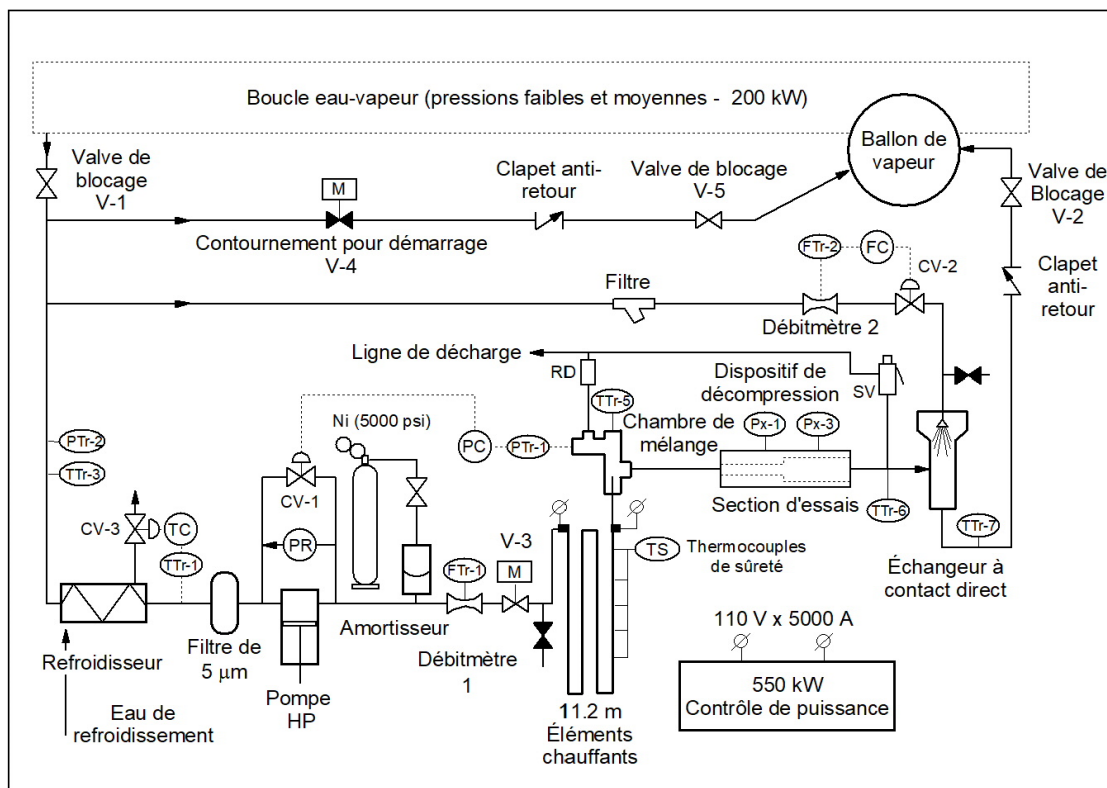 Boucle eau-vapeur (pressions faibles et moyennes - 200 kW)
Ballon de
vapeur
Valve de
blocage
V-1
M
Contournement pour démarrage
V-4
Clapet anti-
retour
Valve de blocage
V-5
Valve de
Blocage
V-2
Clapet
anti-
retour
FTr-2
FC
CV-2
Filtre
Débitmètre 2
Ligne de décharge
RD
TTr-5
Dispositif de
décompression
SV
Chambre de
mélange
Px-1
Px-3
Ni (5000 psi)
PC
PTr-1
PTr-2
TTr-3
CV-1
Section d'essais
TTr-6
TTr-7
CV-3
TC
TTr-1
PR
V-3
FTr-1
M
TS
Thermocouples
de sûreté
Échangeur à
contact direct
Refroidisseur
Filtre de
5 μm
Amortisseur
Débitmètre
1
110 V x 5000 A
Pompe
HP
550 kW
Contrôle de puissance
Eau de
refroidissement
11.2 m
Éléments
chauffants